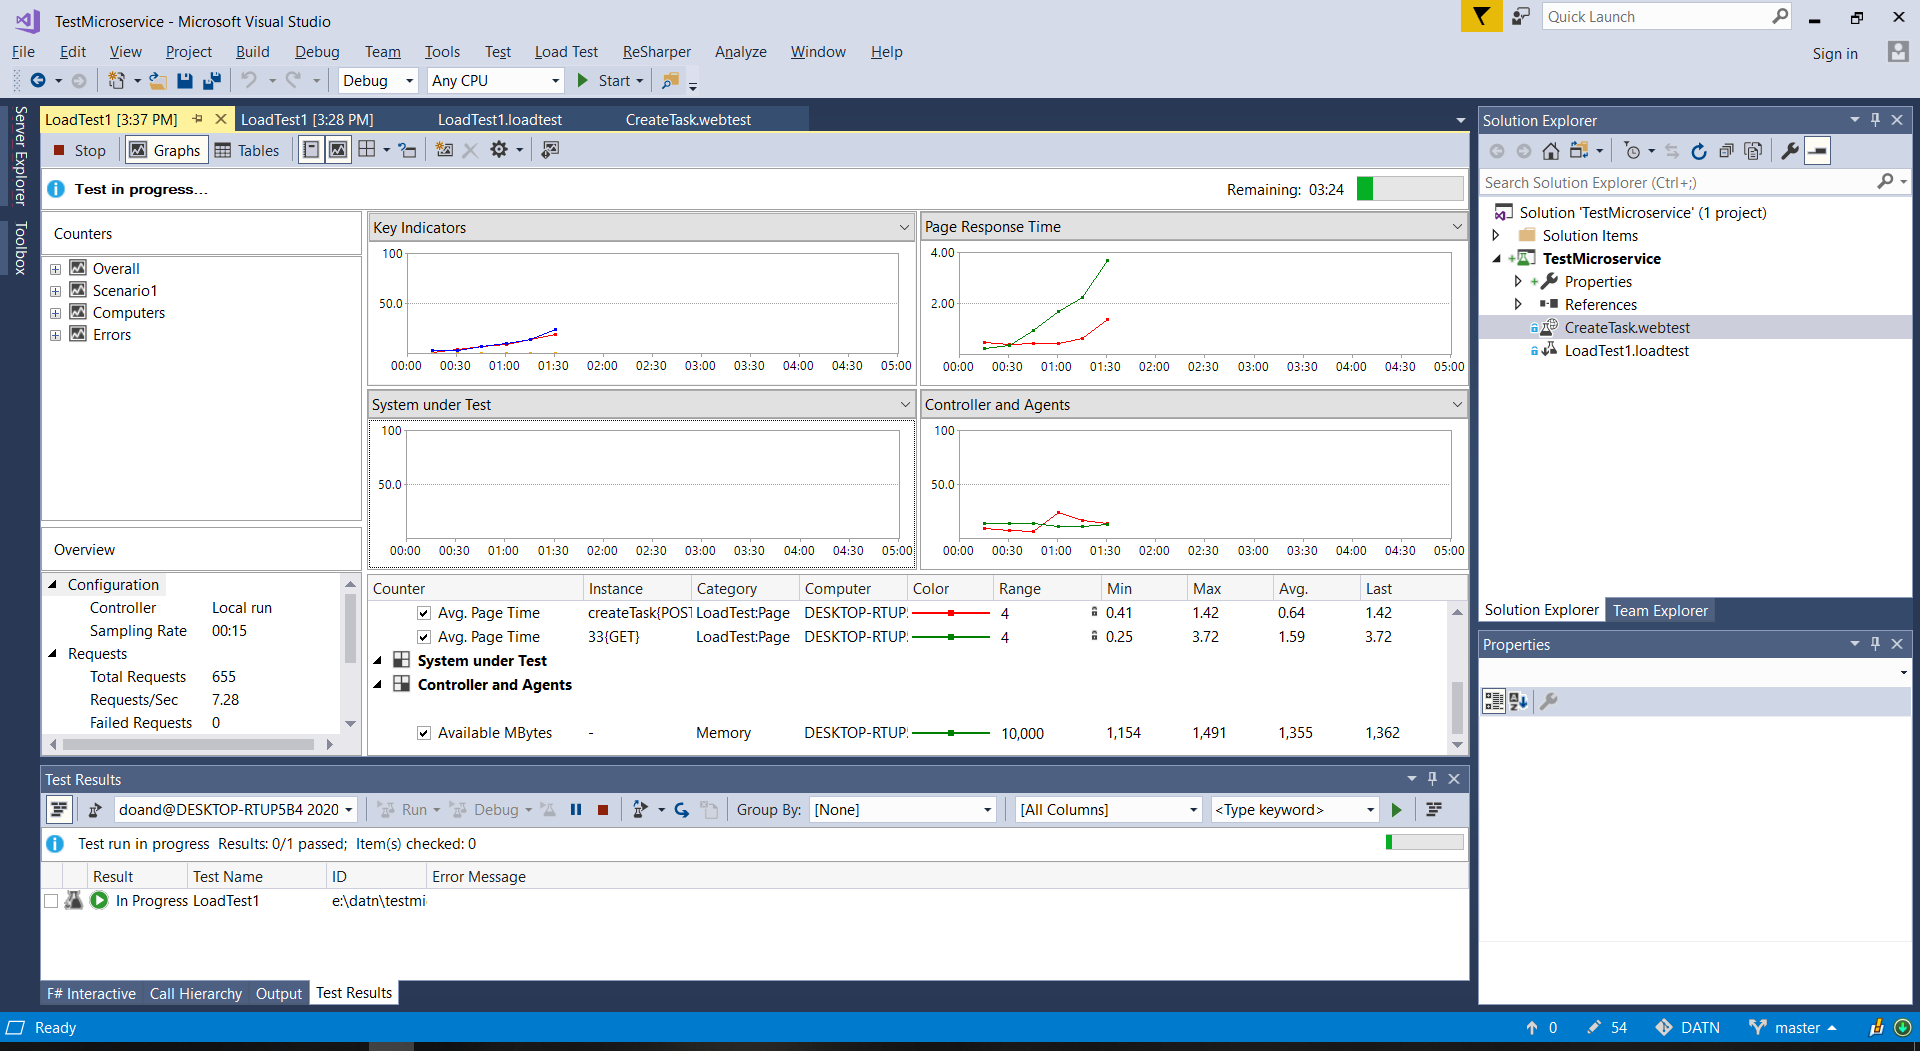 TestMicroservice - Microsoft Visual Studio
Quick Launch
File Edit View Project Build Debug Team Tools Test Load Test ReSharper Analyze Window Help
Sign in
Debug Any CPU Start
Server Explorer
Toolbox
LoadTest1 [3:37 PM] LoadTest1 [3:28 PM] LoadTest1.loadtest CreateTask.webtest
Stop Graphs Tables
Test in progress...
Remaining: 03:24
Counters
Overall
Scenario1
Computers
Errors
Key Indicators
100
50.0
00:00 00:30 01:00 01:30 02:00 02:30 03:00 03:30 04:00 04:30 05:00
Page Response Time
4.00
2.00
00:00 00:30 01:00 01:30 02:00 02:30 03:00 03:30 04:00 04:30 05:00
System under Test
100
50.0
00:00 00:30 01:00 01:30 02:00 02:30 03:00 03:30 04:00 04:30 05:00
Controller and Agents
100
50.0
00:00 00:30 01:00 01:30 02:00 02:30 03:00 03:30 04:00 04:30 05:00
Overview
Configuration
Controller Local run
Sampling Rate 00:15
Requests
Total Requests 655
Requests/Sec 7.28
Failed Requests 0
Counter Instance Category Computer Color Range Min Max Avg. Last
Avg. Page Time createTask{POST LoadTest:Page DESKTOP-RTUP5 4 0.41 1.42 0.64 1.42
Avg. Page Time 33{GET} LoadTest:Page DESKTOP-RTUP5 4 0.25 3.72 1.59 3.72
System under Test
Controller and Agents
Available MBytes - Memory DESKTOP-RTUP5 10,000 1,154 1,491 1,355 1,362
Test Results
doand@DESKTOP-RTUP5B4 2020 Run Debug Group By: [None] [All Columns] <Type keyword>
Test run in progress Results: 0/1 passed; Item(s) checked: 0
Result Test Name ID Error Message
In Progress LoadTest1 e:\datn\testmi
F# Interactive Call Hierarchy Output Test Results
Solution Explorer
Search Solution Explorer (Ctrl+;)
Solution 'TestMicroservice' (1 project)
Solution Items
TestMicroservice
Properties
References
CreateTask.webtest
LoadTest1.loadtest
Solution Explorer Team Explorer
Properties
Ready
0 54 DATN master